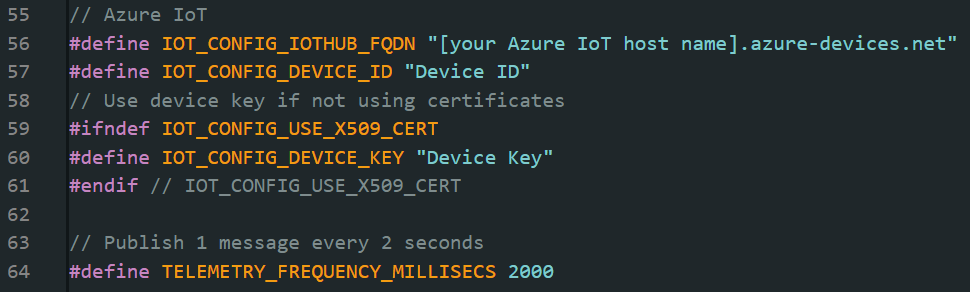 55 // Azure IoT
56 #define IOT_CONFIG_IOTHUB_FQDN "[your Azure IoT host name].azure-devices.net"
57 #define IOT_CONFIG_DEVICE_ID "Device ID"
58 // Use device key if not using certificates
59 #ifndef IOT_CONFIG_USE_X509_CERT
60 #define IOT_CONFIG_DEVICE_KEY "Device Key"
61 #endif // IOT_CONFIG_USE_X509_CERT
62
63 // Publish 1 message every 2 seconds
64 #define TELEMETRY_FREQUENCY_MILLISECS 2000